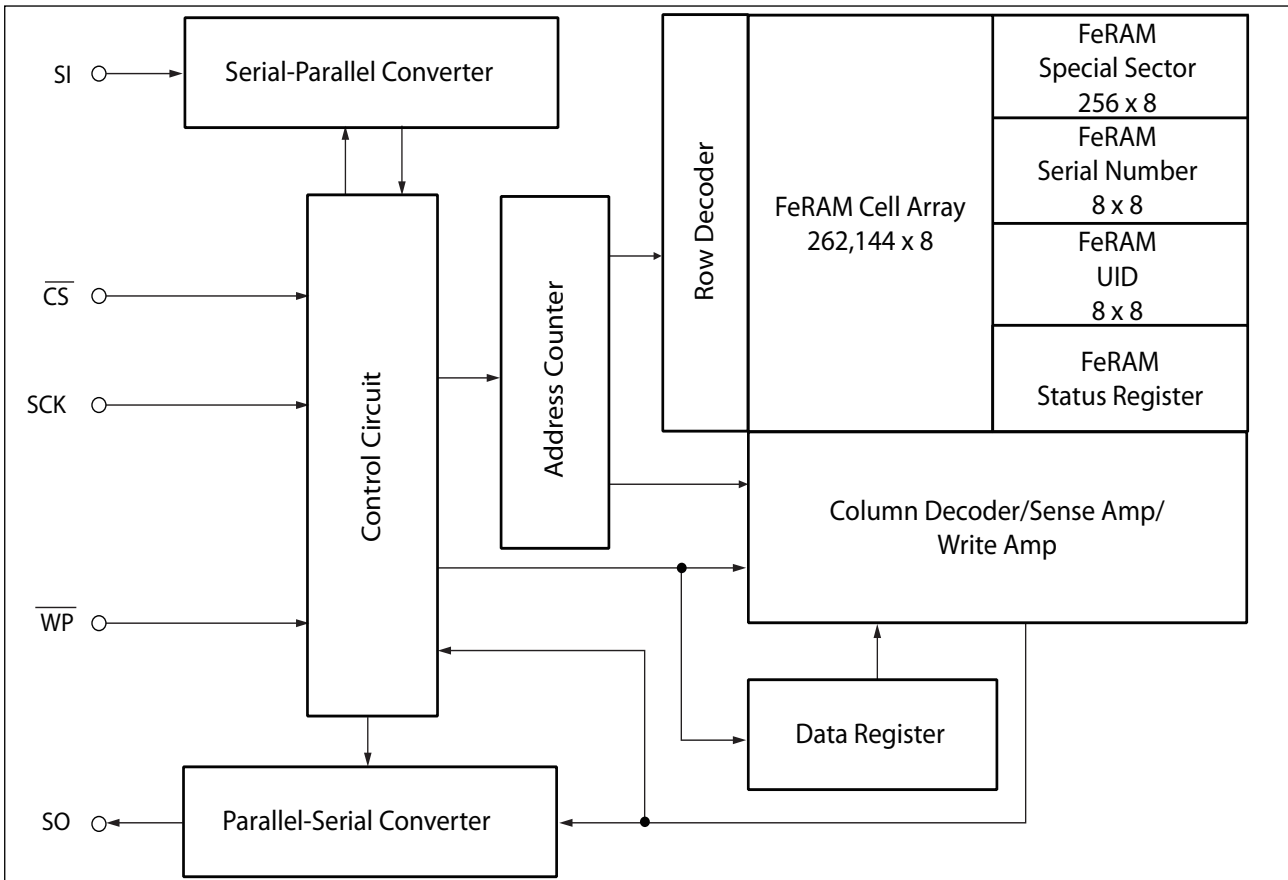 SI
Serial-Parallel Converter
CS
SCK
WP
SO
Control Circuit
Parallel-Serial Converter
Address Counter
Row Decoder
FeRAM Cell Array
262,144 x 8
FeRAM
Special Sector
256 x 8
FeRAM
Serial Number
8 x 8
FeRAM
UID
8 x 8
FeRAM
Status Register
Column Decoder/Sense Amp/
Write Amp
Data Register